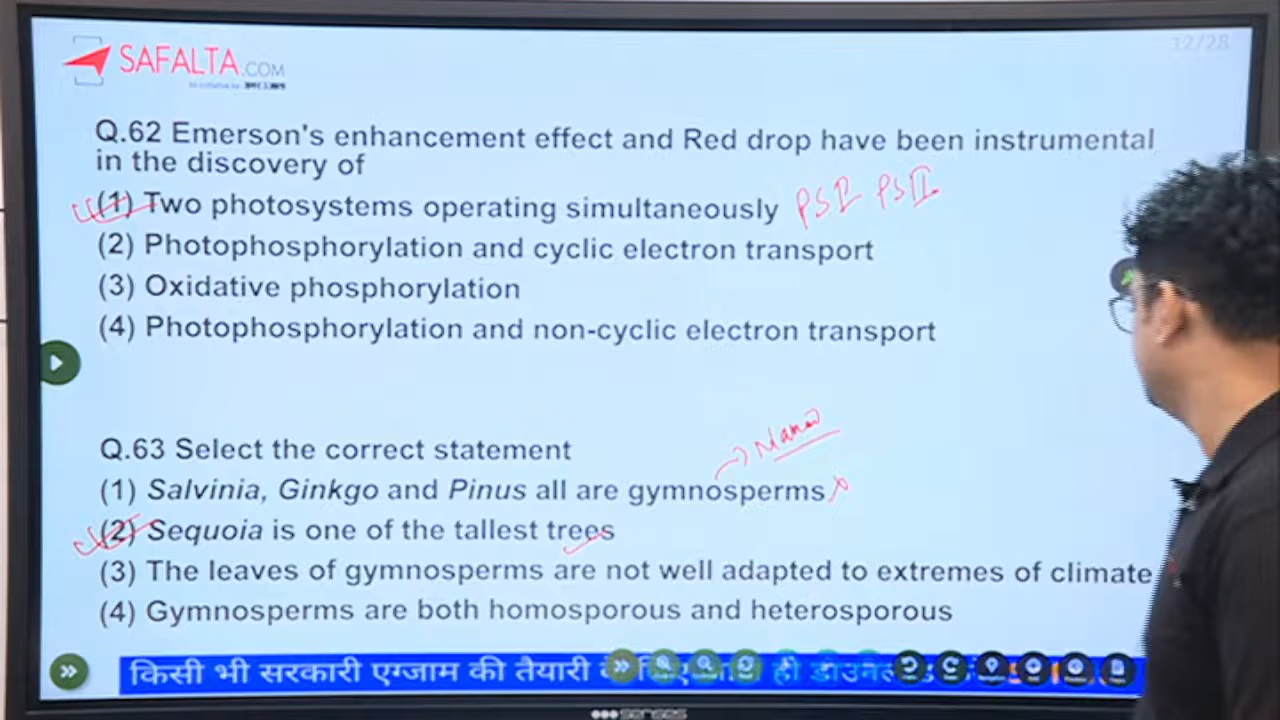 SAFALTA.COM
12/28
Q.62 Emerson's enhancement effect and Red drop have been instrumental
in the discovery of
(1) Two photosystems operating simultaneously PSI PSII
(2) Photophosphorylation and cyclic electron transport
(3) Oxidative phosphorylation
(4) Photophosphorylation and non-cyclic electron transport
Q.63 Select the correct statement
(1) Salvinia, Ginkgo and Pinus all are gymnosperms
(2) Sequoia is one of the tallest trees
(3) The leaves of gymnosperms are not well adapted to extremes of climate
(4) Gymnosperms are both homosporous and heterosporous
किसी भी सरकारी एग्जाम की तैयारी